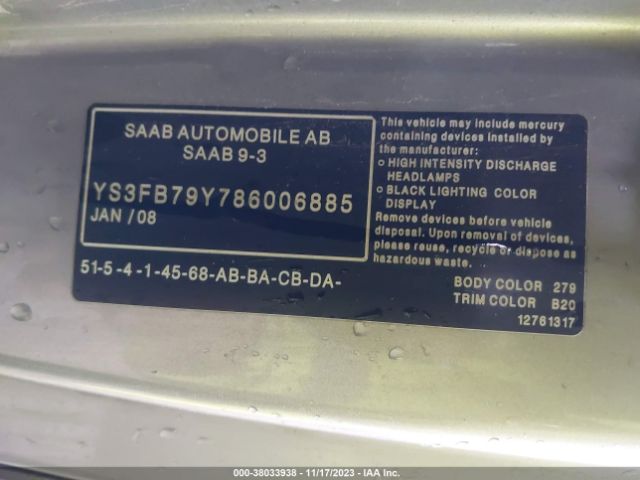 SAAB AUTOMOBILE AB
SAAB 9-3
YS3FB79Y786006885
JAN / 08
51-5-4-1-45-68-AB-BA-CB-DA-
This vehicle may include mercury
containing devices installed by
the manufacturer:
○ HIGH INTENSITY DISCHARGE
HEADLAMPS
○ BLACK LIGHTING COLOR
DISPLAY
Remove devices before vehicle
disposal. Upon removal of devices,
please reuse, recycle or dispose as
hazardous waste.
BODY COLOR 279
TRIM COLOR B20
12761317
000-38033938 - 11/17/2023 - IAA Inc.